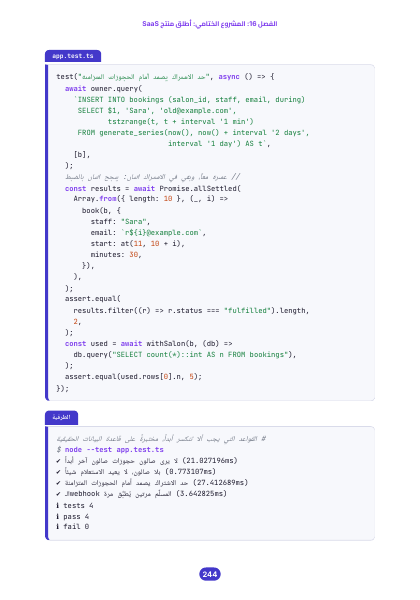 الفصل 16: المشروع الختامي: أطلق منتج SaaS
app.test.ts
test("حد الاشتراك يصمد أمام الحجوزات المتزامنة", async () => {
await owner.query(
`INSERT INTO bookings (salon_id, staff, email, during)
SELECT $1, 'Sara', 'old@example.com',
tstzrange(t, t + interval '1 min')
FROM generate_series(now(), now() + interval '2 days',
interval '1 day') AS t`,
[b],
);
// عشرة معاً، وبقي في الاشتراك اثنان: ينجح اثنان بالضبط
const results = await Promise.allSettled(
Array.from({ length: 10 }, (_, i) =>
book(b, {
staff: "Sara",
email: `r${i}@example.com`,
start: at(11, 10 + i),
minutes: 30,
}),
),
);
assert.equal(
results.filter((r) => r.status === "fulfilled").length,
2,
);
const used = await withSalon(b, (db) =>
db.query("SELECT count(*)::int AS n FROM bookings"),
);
assert.equal(used.rows[0].n, 5);
});
الطرفية
# القواعد التي يجب ألا تنكسر أبداً، مختبرةً على قاعدة البيانات الحقيقية
$ node --test app.test.ts
✔ لا يرى صالون حجوزات صالون آخر أبداً (21.027196ms)
✔ بلا صالون، لا يعيد الاستعلام شيئاً (0.773107ms)
✔ حد الاشتراك يصمد أمام الحجوزات المتزامنة (27.412689ms)
✔ الـwebhook المسلَّم مرتين يُطبَّق مرة (3.642825ms)
ℹ tests 4
ℹ pass 4
ℹ fail 0
244